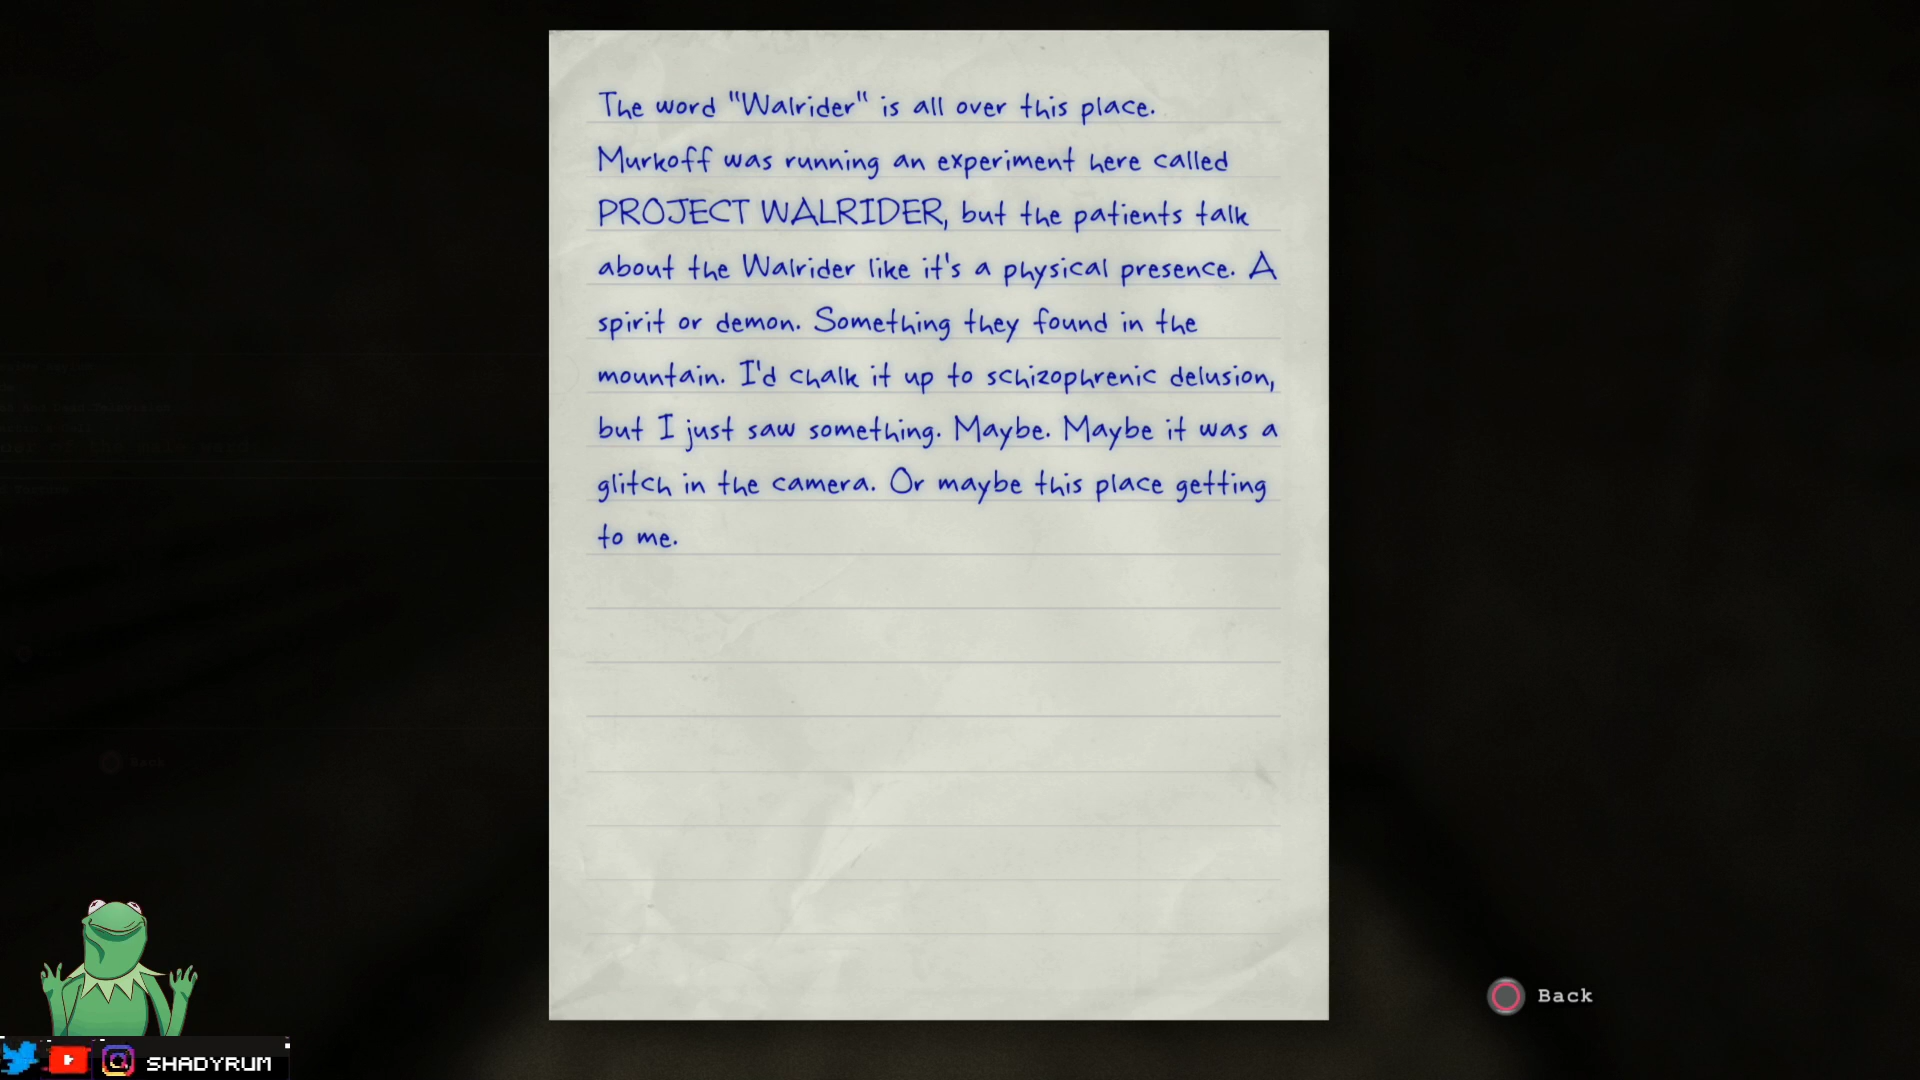 The word "Walrider" is all over this place.
Murkoff was running an experiment here called
PROJECT WALRIDER, but the patients talk
about the Walrider like it's a physical presence. A
spirit or demon. Something they found in the
mountain. I'd chalk it up to schizophrenic delusion,
but I just saw something. Maybe. Maybe it was a
glitch in the camera. Or maybe this place getting
to me.
Back
Back
SHADYRUM